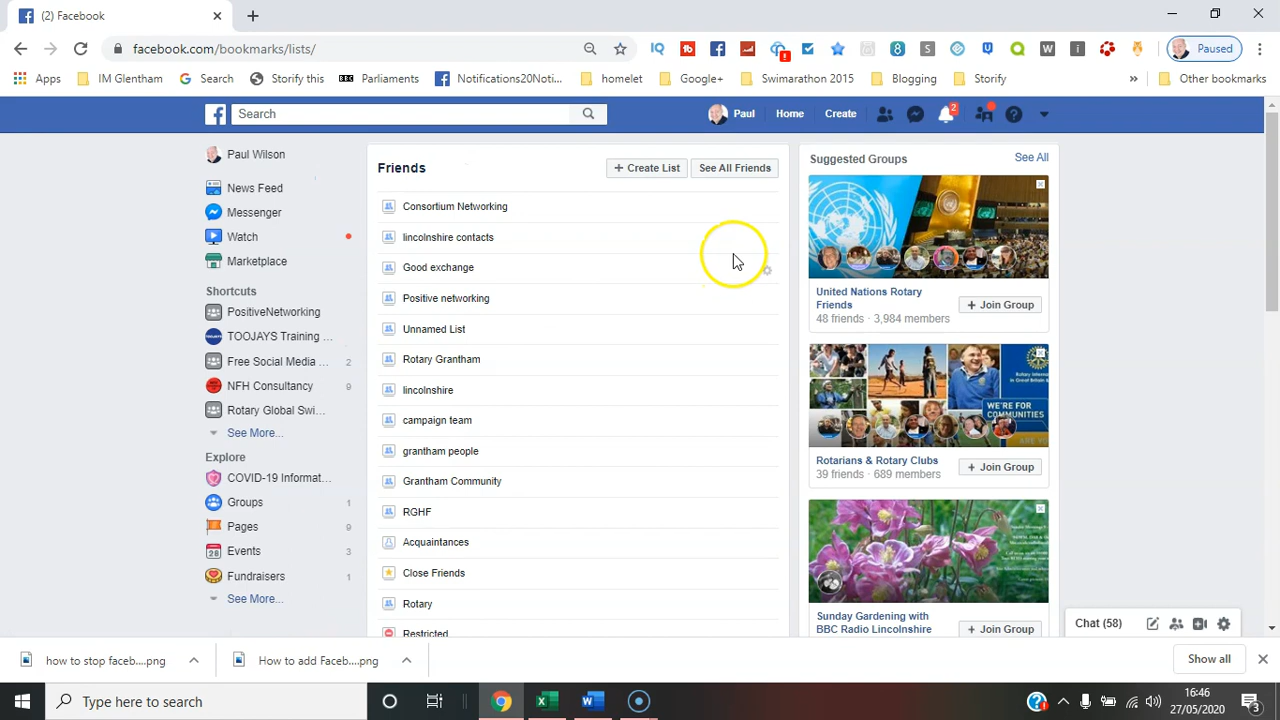 (2) Facebook
facebook.com/bookmarks/lists/
Paused
Apps
IM Glentham
Search
Storify this
BBC
Parliaments
Notifications20Noti...
homelet
Google+
Swimarathon 2015
Blogging
Storify
»
Other bookmarks
Search
Paul
Home
Create
2
Paul Wilson
News Feed
Messenger
Watch
Marketplace
Shortcuts
PositiveNetworking
TOOJAYS Training ...
Free Social Media ... 2
NFH Consultancy 9
Rotary Global Swi...
See More...
Explore
COVID-19 Informat...
Groups 1
Pages 9
Events 3
Fundraisers 1
See More...
Friends
+ Create List
See All Friends
Consortium Networking
lincolnshire contacts
Good exchange
Positive networking
Unnamed List
Rotary Grantham
lincolnshire
campaign team
grantham people
Grantham Community
RGHF
Acquaintances
Close Friends
Rotary
Restricted
Suggested Groups
See All
United Nations Rotary
Friends
48 friends · 3,984 members
+ Join Group
WE'RE FOR
COMMUNITIES
Rotarians & Rotary Clubs
39 friends · 689 members
+ Join Group
Sunday Gardening with
BBC Radio Lincolnshire
+ Join Group
Chat (58)
how to stop faceb....png
How to add Faceb....png
Show all
Type here to search
16:46
27/05/2020
3